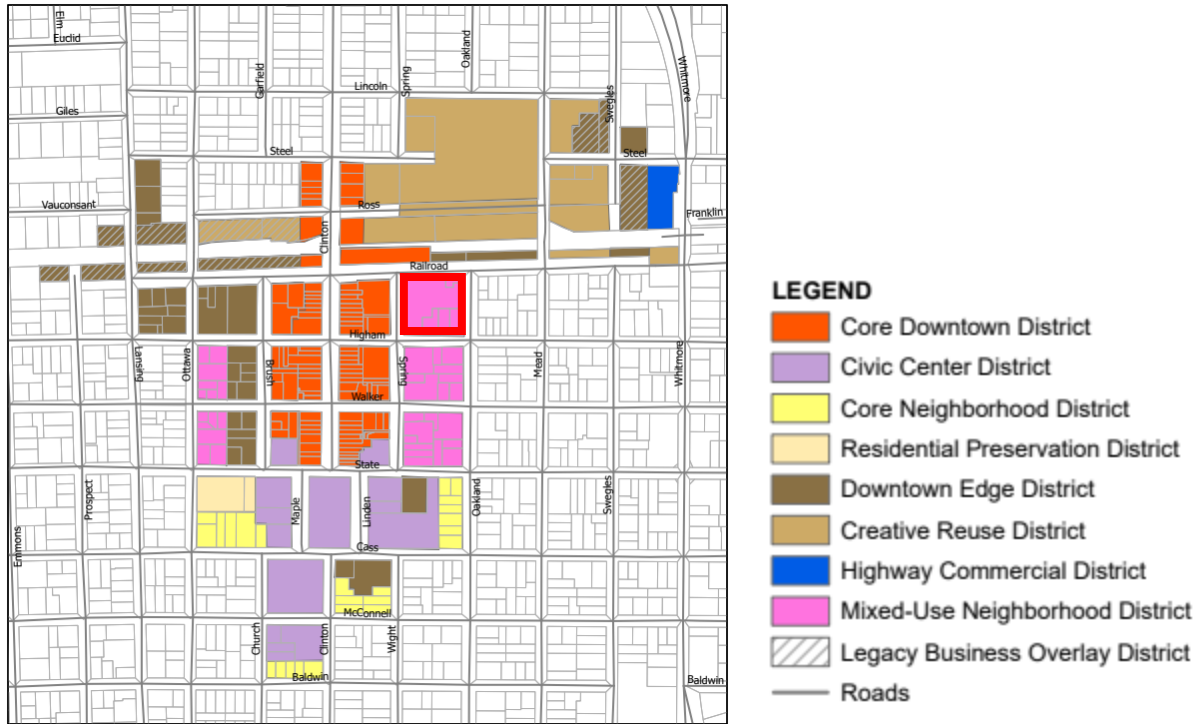 Elm
Euclid
Oakland
Whitmore
Garfield
Spring
Lincoln
Giles
Swegles
Steel
Steel
Vauconsant
Ross
Franklin
Clinton
Railroad
Higham
Lansing
Ottawa
Brush
Spring
Mead
Whitmore
Walker
State
Prospect
Maple
Linden
Oakland
Swegles
Emmons
Cass
McConnell
Church
Clinton
Wight
Baldwin
Baldwin
LEGEND
Core Downtown District
Civic Center District
Core Neighborhood District
Residential Preservation District
Downtown Edge District
Creative Reuse District
Highway Commercial District
Mixed-Use Neighborhood District
Legacy Business Overlay District
Roads